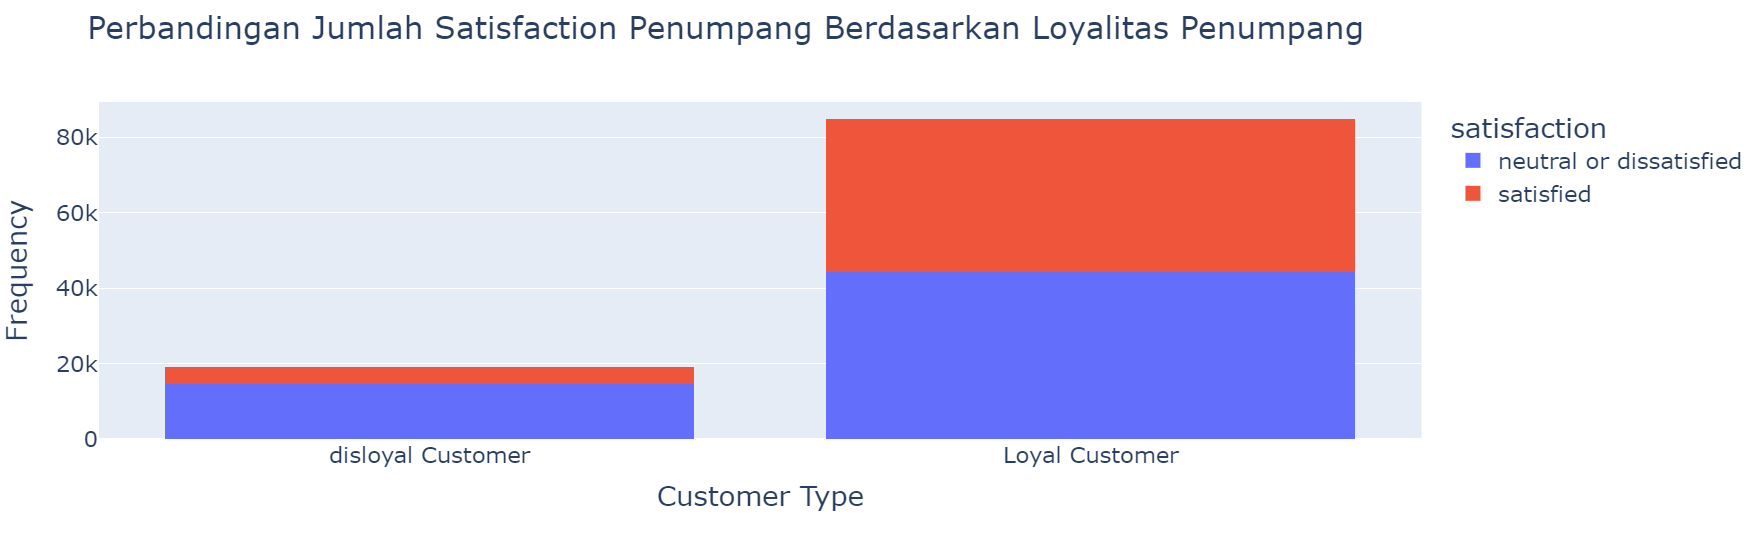 Perbandingan Jumlah Satisfaction Penumpang Berdasarkan Loyalitas Penumpang
satisfaction
neutral or dissatisfied
satisfied
Frequency
80k
60k
40k
20k
0
disloyal Customer
Loyal Customer
Customer Type